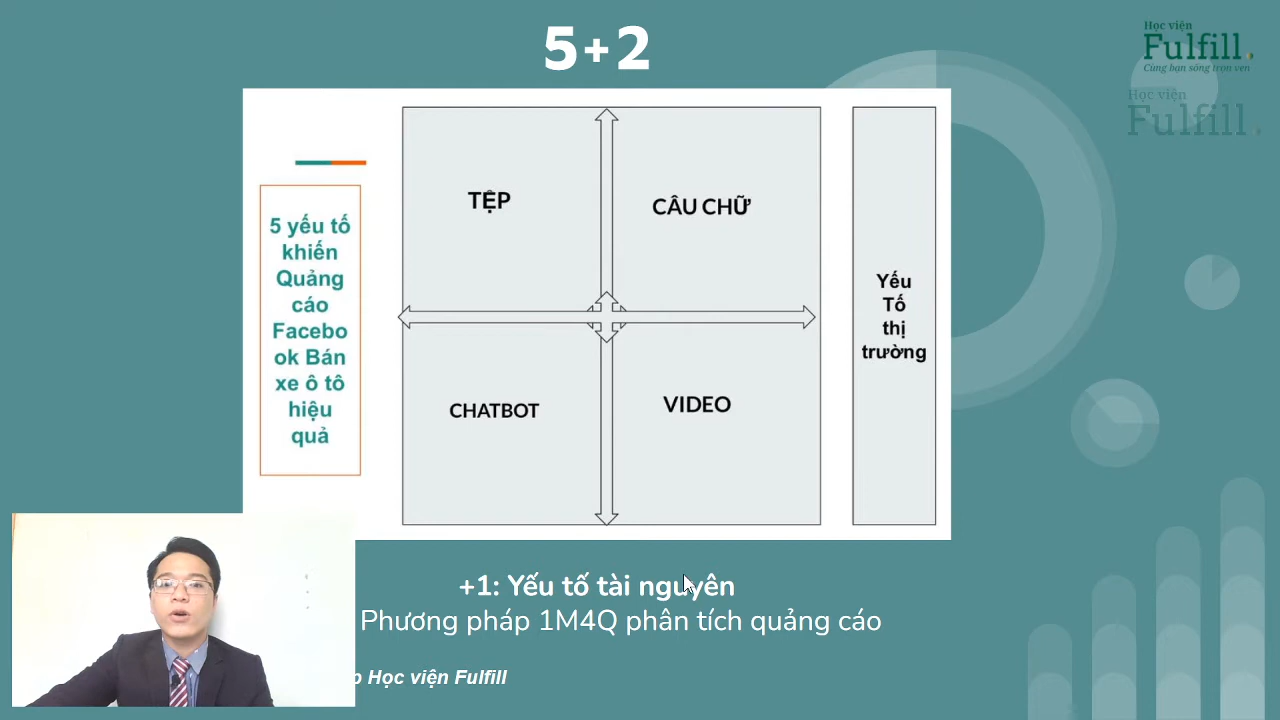 5+2
Học viện
Fulfill.
Cùng bạn sống trọn vẹn
Học viện
Fulfill.
5 yếu tố
khiến
Quảng
cáo
Facebo
ok Bán
xe ô tô
hiệu
quả
TỆP
CÂU CHỮ
CHATBOT
VIDEO
Yếu
Tố
thị
trường
+1: Yếu tố tài nguyên
Phương pháp 1M4Q phân tích quảng cáo
Học viện Fulfill